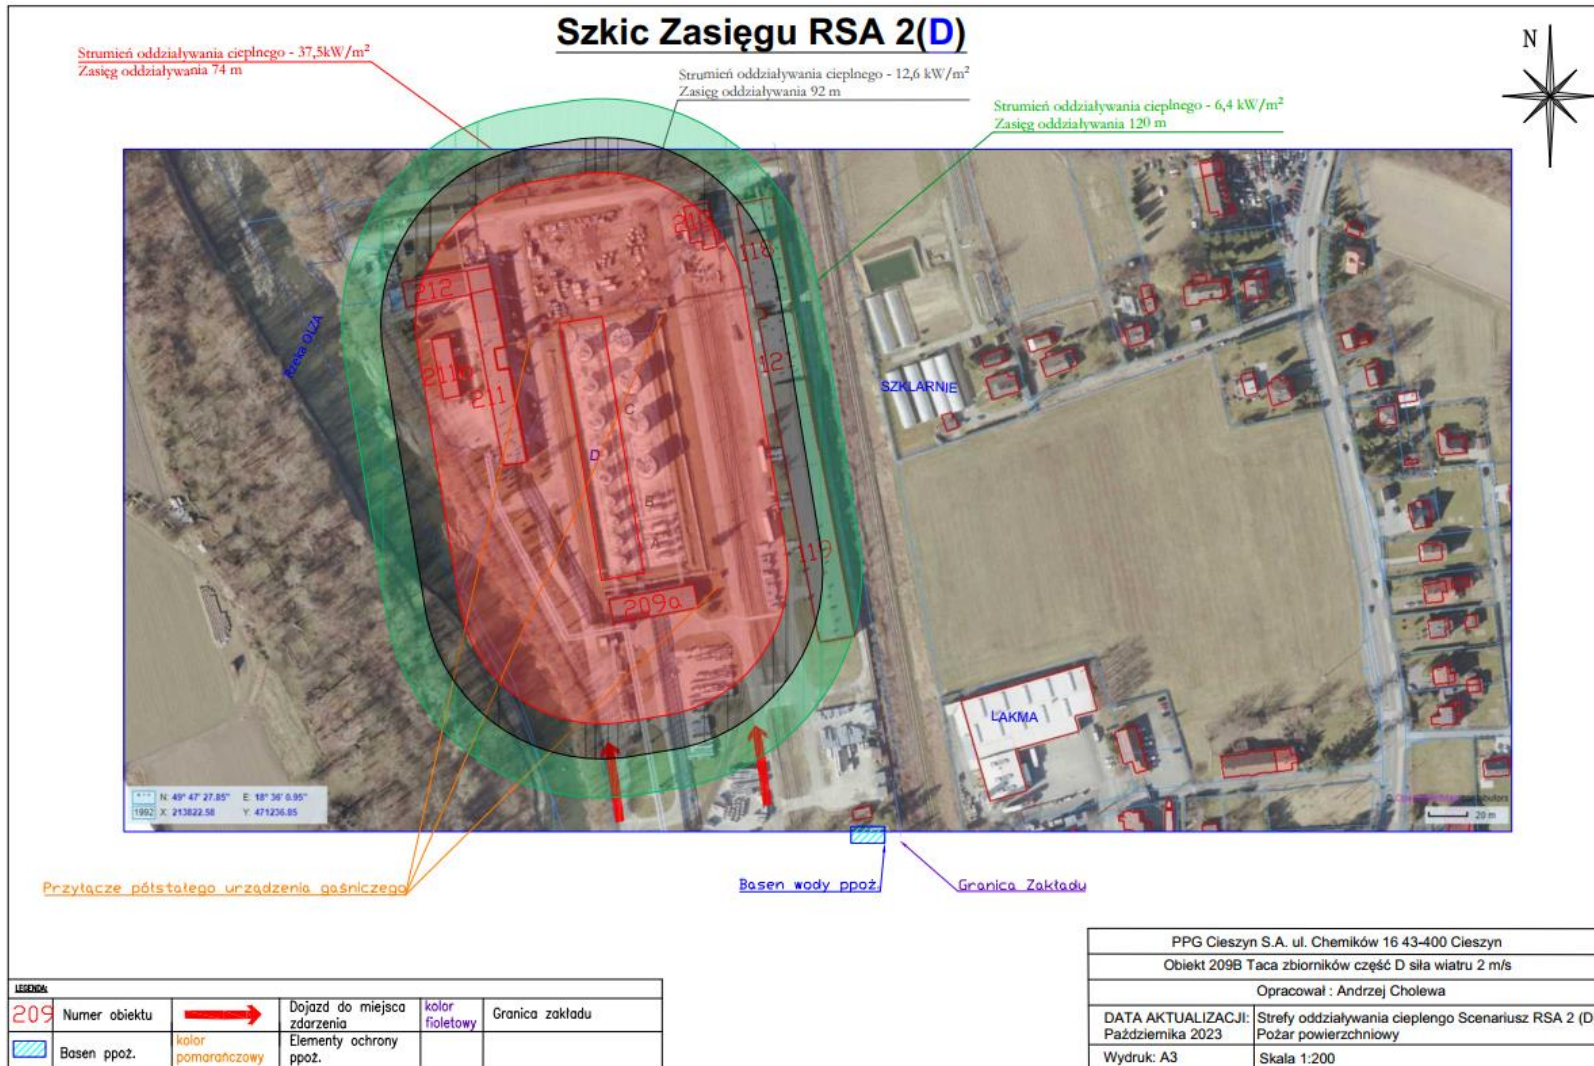 Szkic Zasięgu RSA 2(D)
Strumień oddziaływania cieplnego - 37,5kW/m²
Zasięg oddziaływania 74 m
Strumień oddziaływania cieplnego - 12,6 kW/m²
Zasięg oddziaływania 92 m
Strumień oddziaływania cieplnego - 6,4 kW/m²
Zasięg oddziaływania 120 m
N
118
212
Rzeka OLZA
121
211
SZKLARNIE
C
D
B
119
209a
LAKMA
N: 49° 47' 27.85" E: 18° 36' 0.95"
1992 X: 213822.58 Y: 471236.85
20 m
Przyłącze półstałego urządzenia gaśniczego
Basen wody ppoż.
Granica Zakładu
LEGENDA:
209 Numer obiektu
Dojazd do miejsca
zdarzenia
kolor
fioletowy
Granica zakładu
Basen ppoż.
kolor
pomarańczowy
Elementy ochrony
ppoż.
PPG Cieszyn S.A. ul. Chemików 16 43-400 Cieszyn
Obiekt 209B Taca zbiorników część D siła wiatru 2 m/s
Opracował : Andrzej Cholewa
DATA AKTUALIZACJI:
Października 2023
Strefy oddziaływania cieplengo Scenariusz RSA 2 (D
Pożar powierzchniowy
Wydruk: A3
Skala 1:200